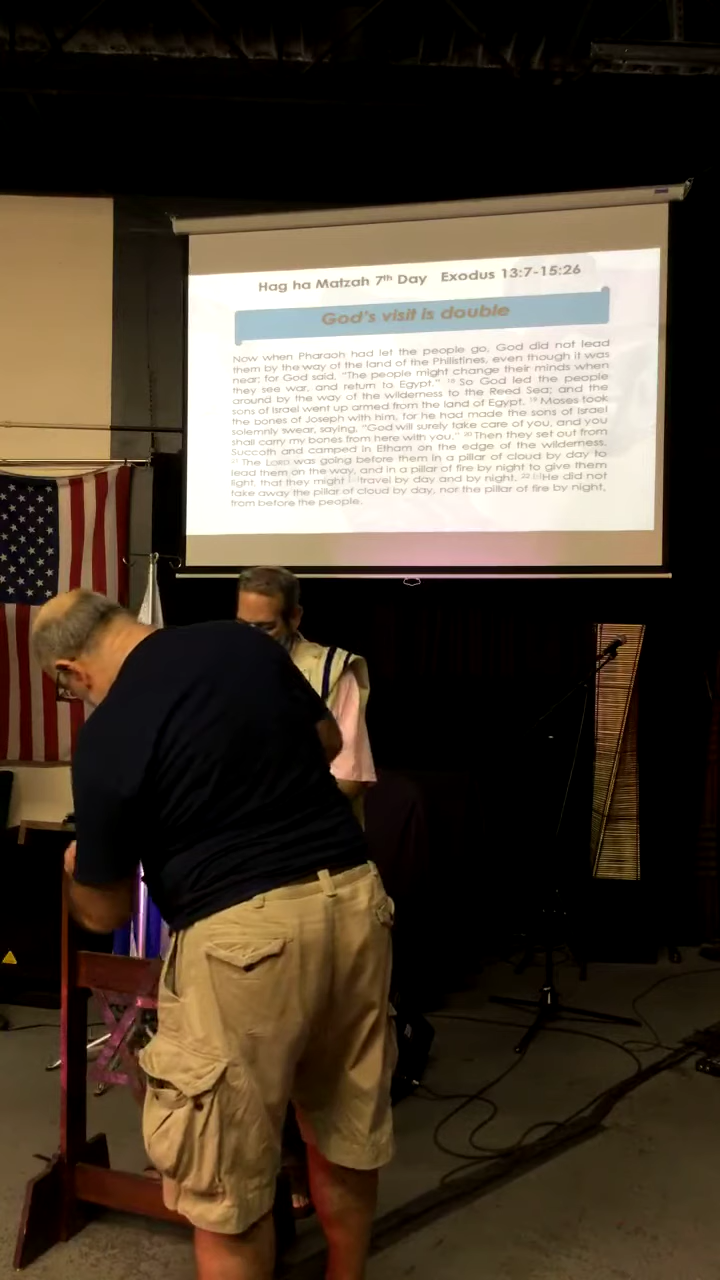 Hag ha Matzah 7th Day Exodus 13:7-15:26
God's visit is double
Now when Pharaoh had let the people go, God did not lead
them by the way of the land of the Philistines, even though it was
near; for God said, "The people might change their minds when
they see war, and return to Egypt." 18 So God led the people
around by the way of the wilderness to the Reed Sea; and the
sons of Israel went up armed from the land of Egypt. 19 Moses took
the bones of Joseph with him, for he had made the sons of Israel
solemnly swear, saying, "God will surely take care of you, and you
shall carry my bones from here with you." 20 Then they set out from
Succoth and camped in Etham on the edge of the wilderness.
21 The LORD was going before them in a pillar of cloud by day to
lead them on the way, and in a pillar of fire by night to give them
light, that they might travel by day and by night. 22 He did not
take away the pillar of cloud by day, nor the pillar of fire by night,
from before the people.